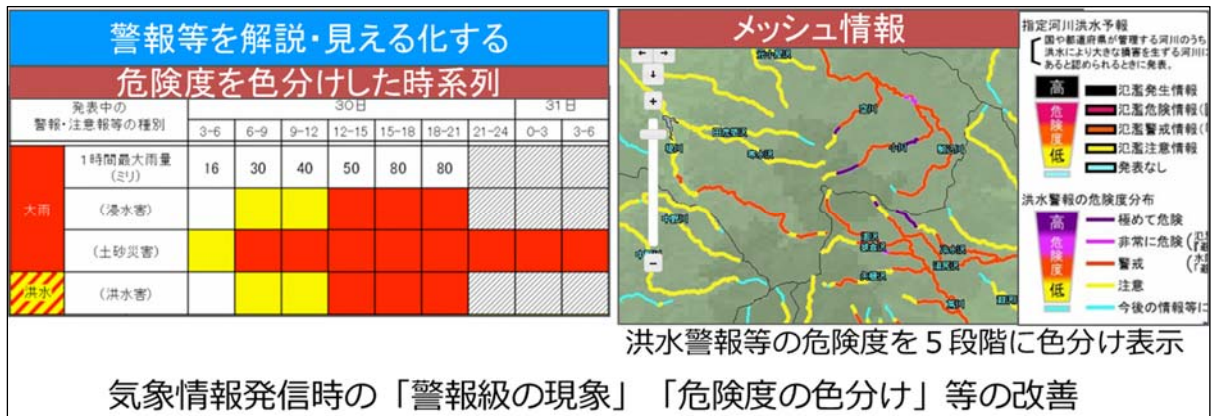 警報等を解説・見える化する
危険度を色分けした時系列
発表中の
警報・注意報等の種別
30日
31日
3-6
6-9
9-12
12-15
15-18
18-21
21-24
0-3
3-6
大雨
1時間最大雨量
(ミリ)
16
30
40
50
80
80
(浸水害)
(土砂災害)
洪水
(洪水害)
メッシュ情報
小川
荒川
指定河川洪水予報
国や都道府県が管理する河川のうち
洪水により大きな損害を生ずる河川に
あると認められるときに発表。
高
危険度
低
氾濫発生情報
氾濫危険情報(
氾濫警戒情報(
氾濫注意情報
発表なし
洪水警報の危険度分布
高
危険度
低
極めて危険
非常に危険(
警戒
注意
今後の情報等に
洪水警報等の危険度を5段階に色分け表示
気象情報発信時の「警報級の現象」「危険度の色分け」等の改善